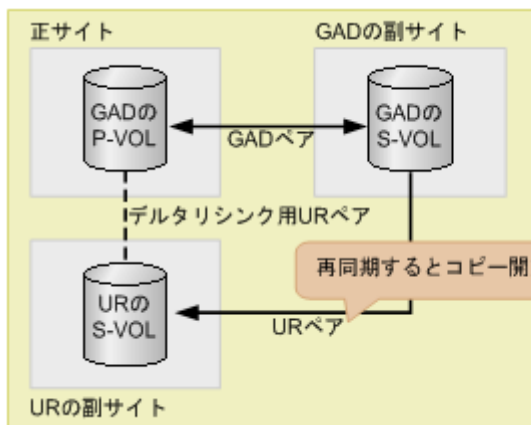 正サイト
GADの副サイト
GADの
P-VOL
GADの
S-VOL
GADペア
デルタリシンク用URペア
再同期するとコピー開
URの
S-VOL
URペア
URの副サイト